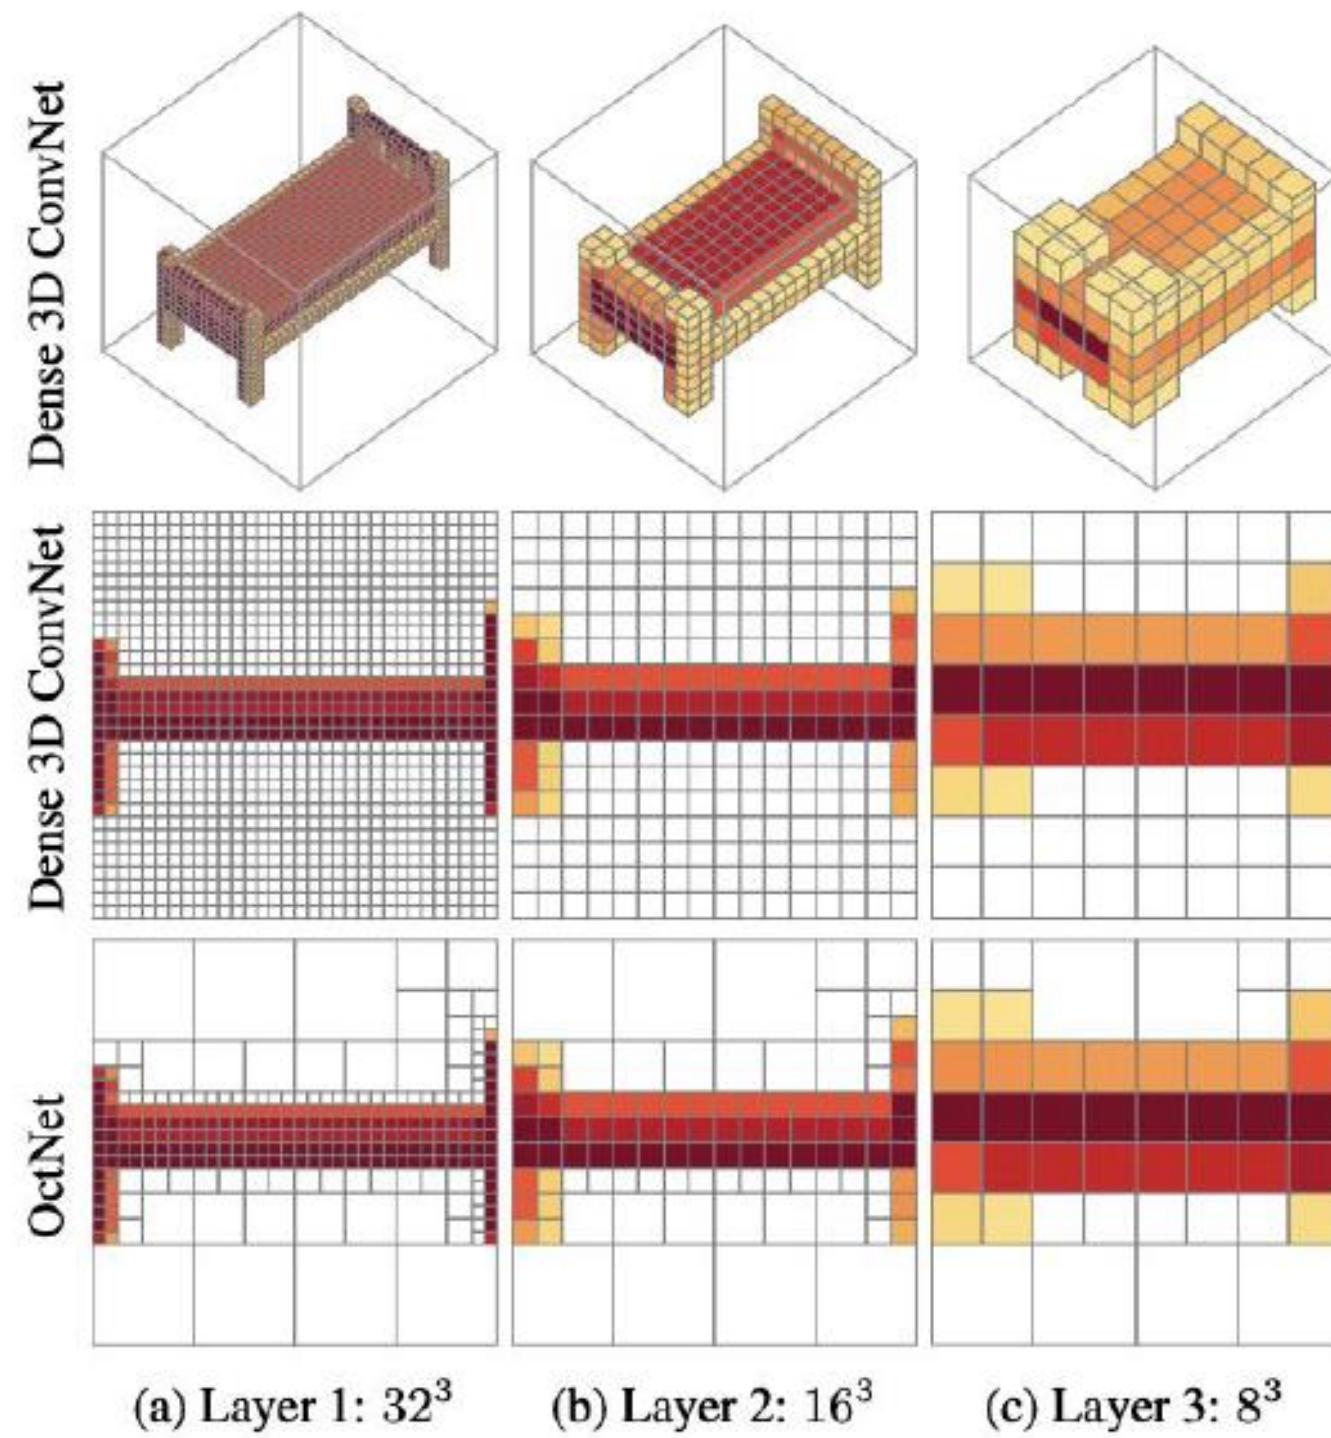 Dense 3D ConvNet
Dense 3D ConvNet
OctNet
(a) Layer 1: 32³
(b) Layer 2: 16³
(c) Layer 3: 8³